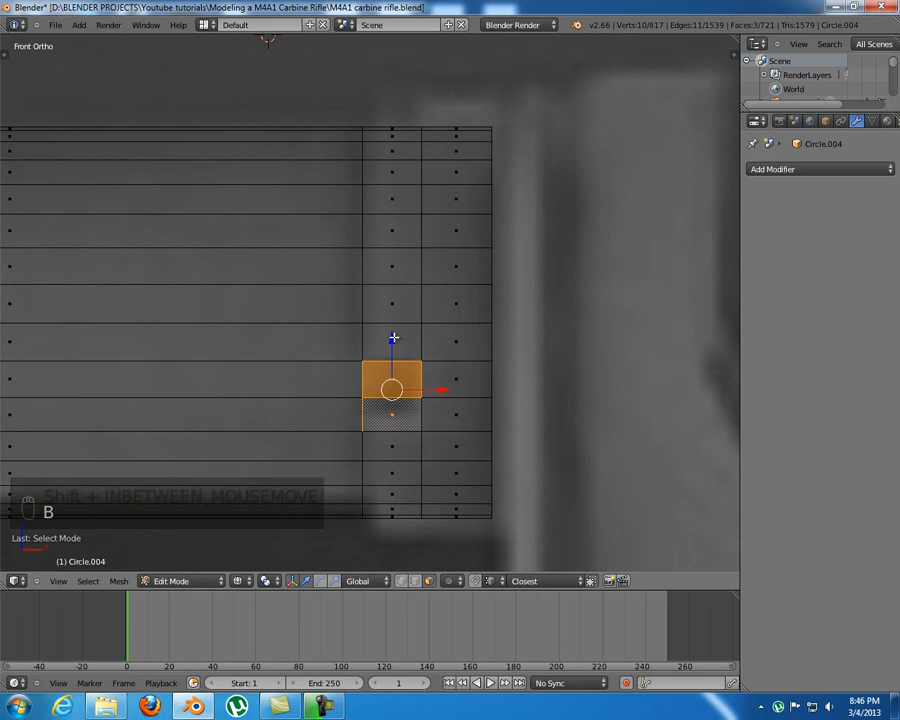 Blender* [D:\BLENDER PROJECTS\Youtube tutorials\Modeling a M4A1 Carbine Rifle\M4A1 carbine rifle.blend]
File Add Render Window Help Default Scene Blender Render v2.66 | Verts:10/817 | Edges:11/1539 | Faces:3/721 | Tris:1579 | Circle.004
Front Ortho
View Search All Scenes
Scene
RenderLayers
World
Circle.004
Add Modifier
Shift + INBETWEEN_MOUSEMOVE
B
Last: Select Mode
(1) Circle.004
View Select Mesh Edit Mode Global Closest
-40 -20 0 20 40 60 80 100 120 140 160 180 200 220 240 260
View Marker Frame Playback Start: 1 End: 250 1 No Sync
8:46 PM
3/4/2013